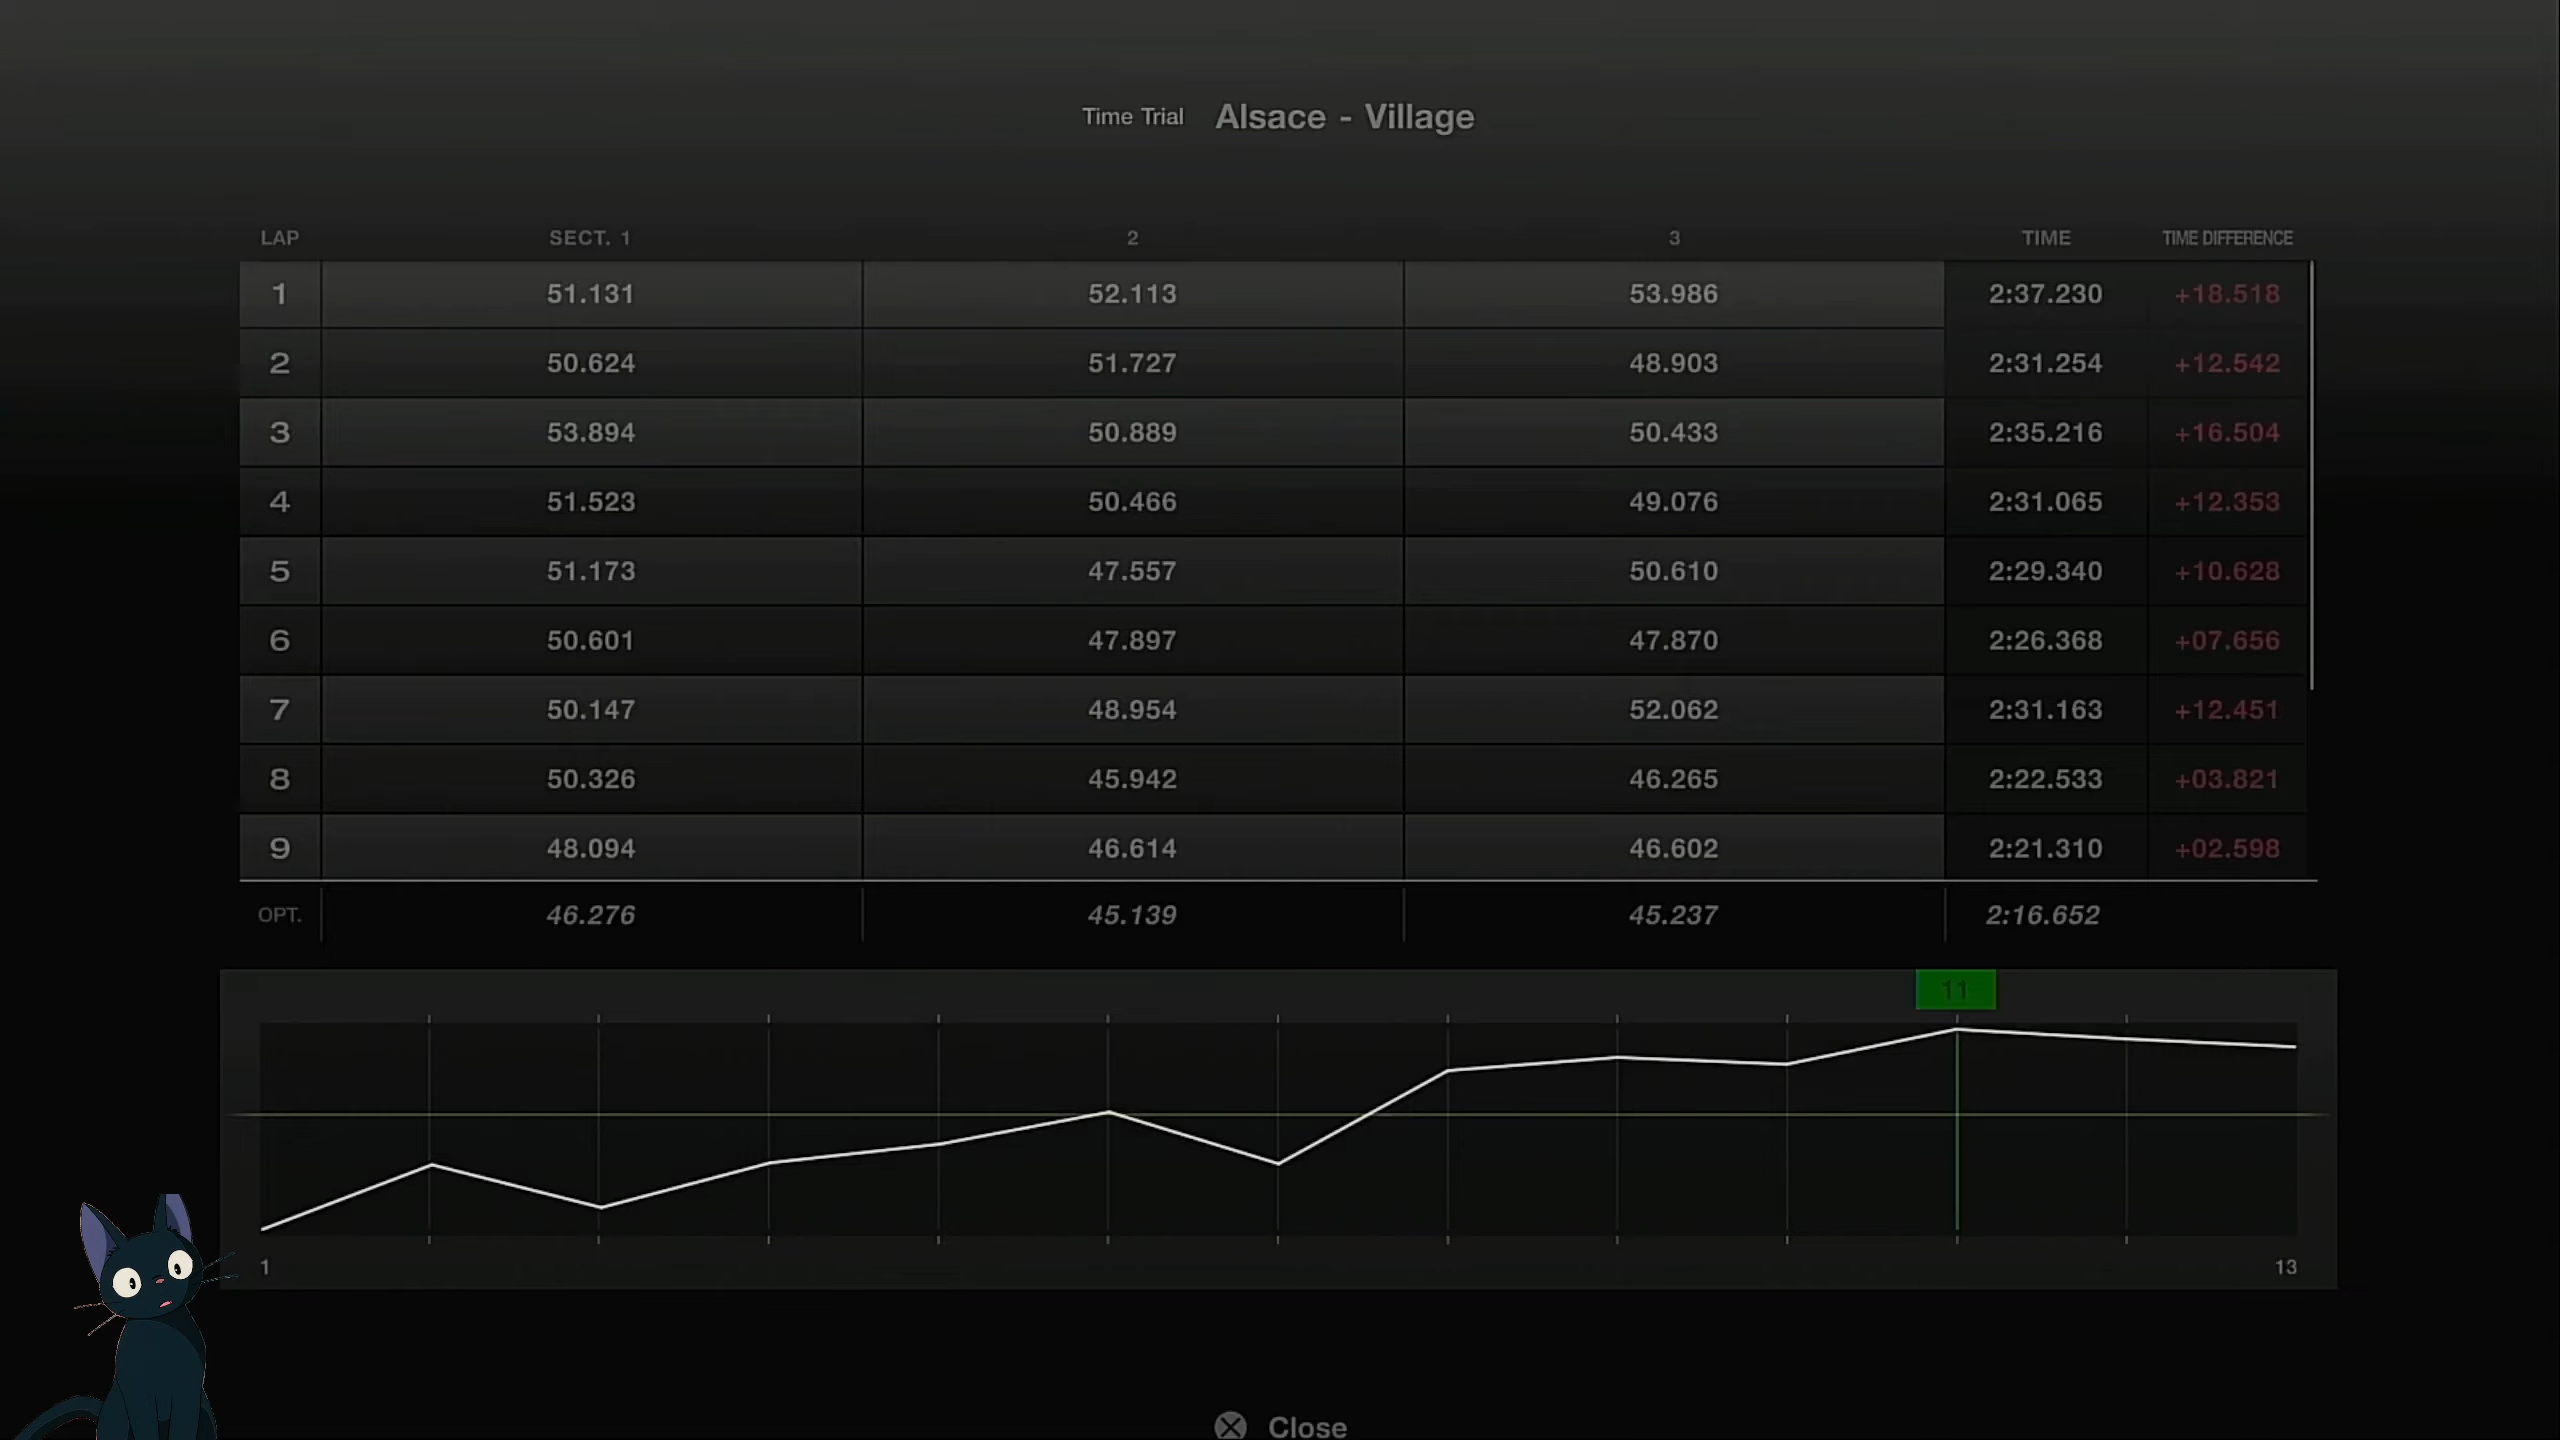 Time Trial Alsace - Village
LAP SECT. 1 2 3 TIME TIME DIFFERENCE
1 51.131 52.113 53.986 2:37.230 +18.518
2 50.624 51.727 48.903 2:31.254 +12.542
3 53.894 50.889 50.433 2:35.216 +16.504
4 51.523 50.466 49.076 2:31.065 +12.353
5 51.173 47.557 50.610 2:29.340 +10.628
6 50.601 47.897 47.870 2:26.368 +07.656
7 50.147 48.954 52.062 2:31.163 +12.451
8 50.326 45.942 46.265 2:22.533 +03.821
9 48.094 46.614 46.602 2:21.310 +02.598
OPT. 46.276 45.139 45.237 2:16.652
11
1 13
Close